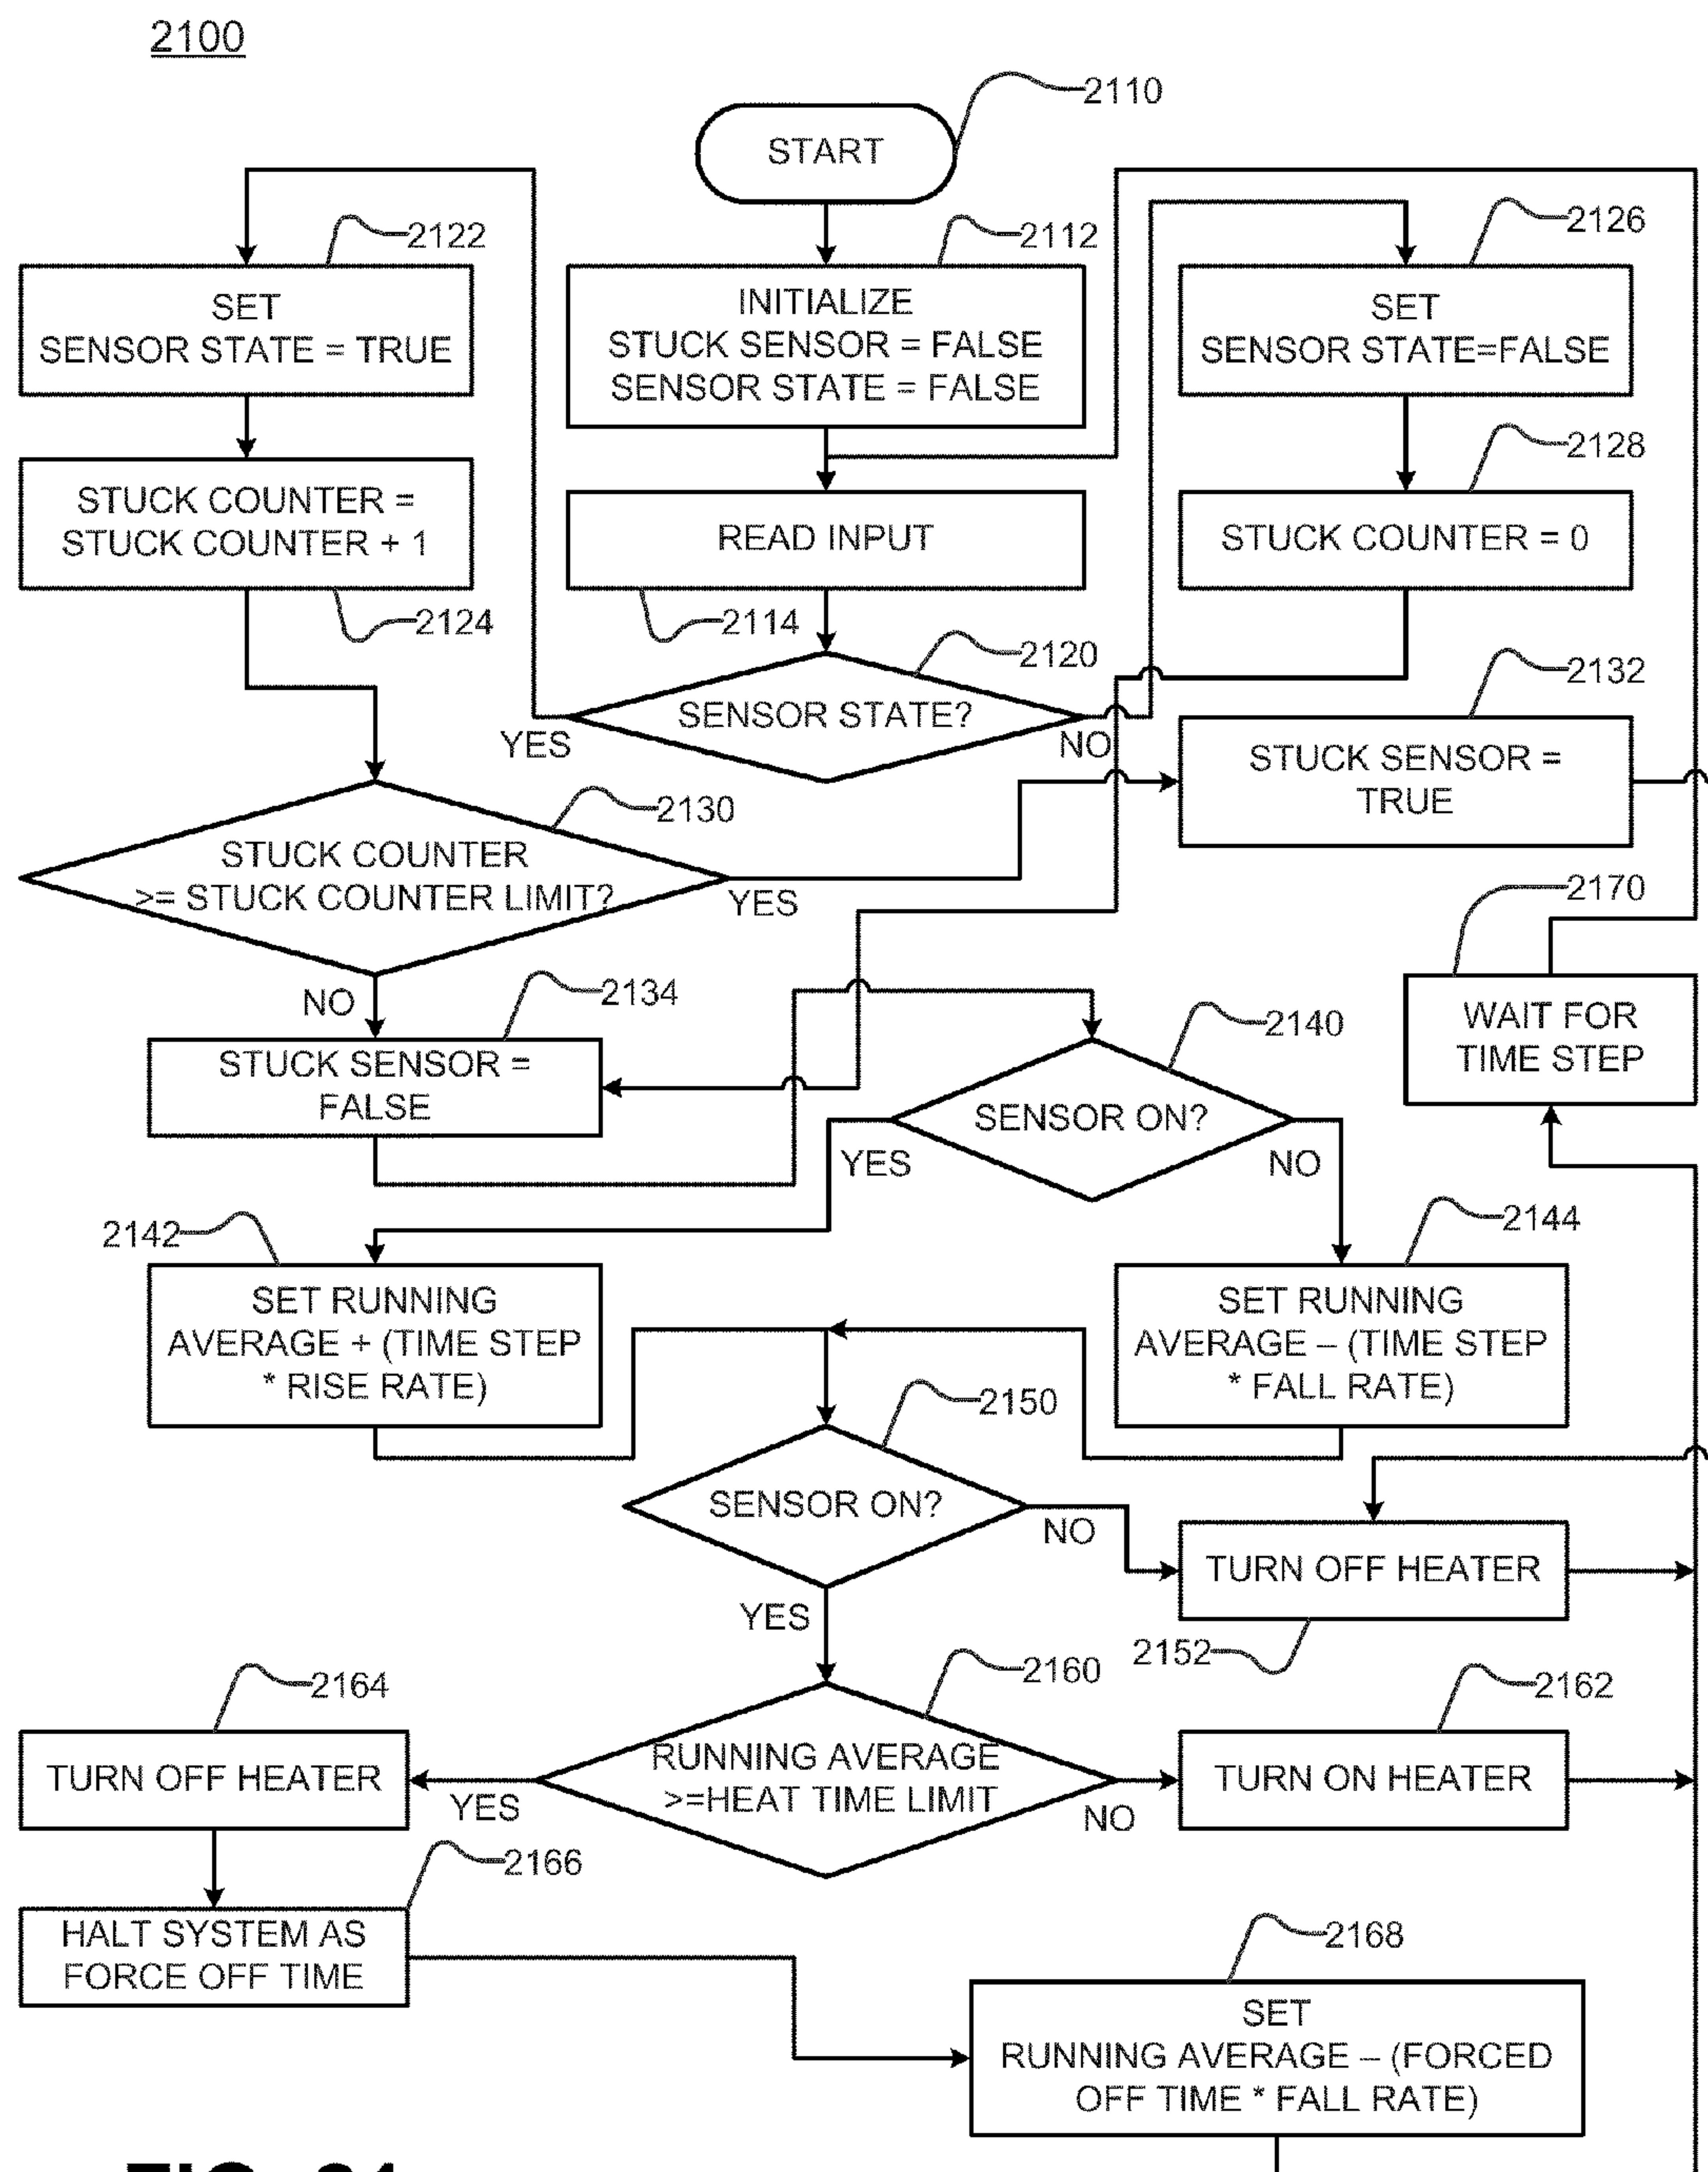 2100
2110
START
2122
2112
2126
SET
SENSOR STATE = TRUE
INITIALIZE
STUCK SENSOR = FALSE
SENSOR STATE = FALSE
SET
SENSOR STATE=FALSE
2128
STUCK COUNTER =
STUCK COUNTER + 1
READ INPUT
STUCK COUNTER = 0
2124
2114
2120
2132
SENSOR STATE?
YES
NO
STUCK SENSOR =
TRUE
2130
STUCK COUNTER
>= STUCK COUNTER LIMIT?
YES
2170
NO
2134
2140
WAIT FOR
TIME STEP
STUCK SENSOR =
FALSE
SENSOR ON?
YES
NO
2142
2144
SET RUNNING
AVERAGE + (TIME STEP
* RISE RATE)
SET RUNNING
AVERAGE – (TIME STEP
* FALL RATE)
2150
SENSOR ON?
NO
TURN OFF HEATER
YES
2152
2164
2160
2162
TURN OFF HEATER
RUNNING AVERAGE
>=HEAT TIME LIMIT
TURN ON HEATER
YES
NO
2166
HALT SYSTEM AS
FORCE OFF TIME
2168
SET
RUNNING AVERAGE – (FORCED
OFF TIME * FALL RATE)